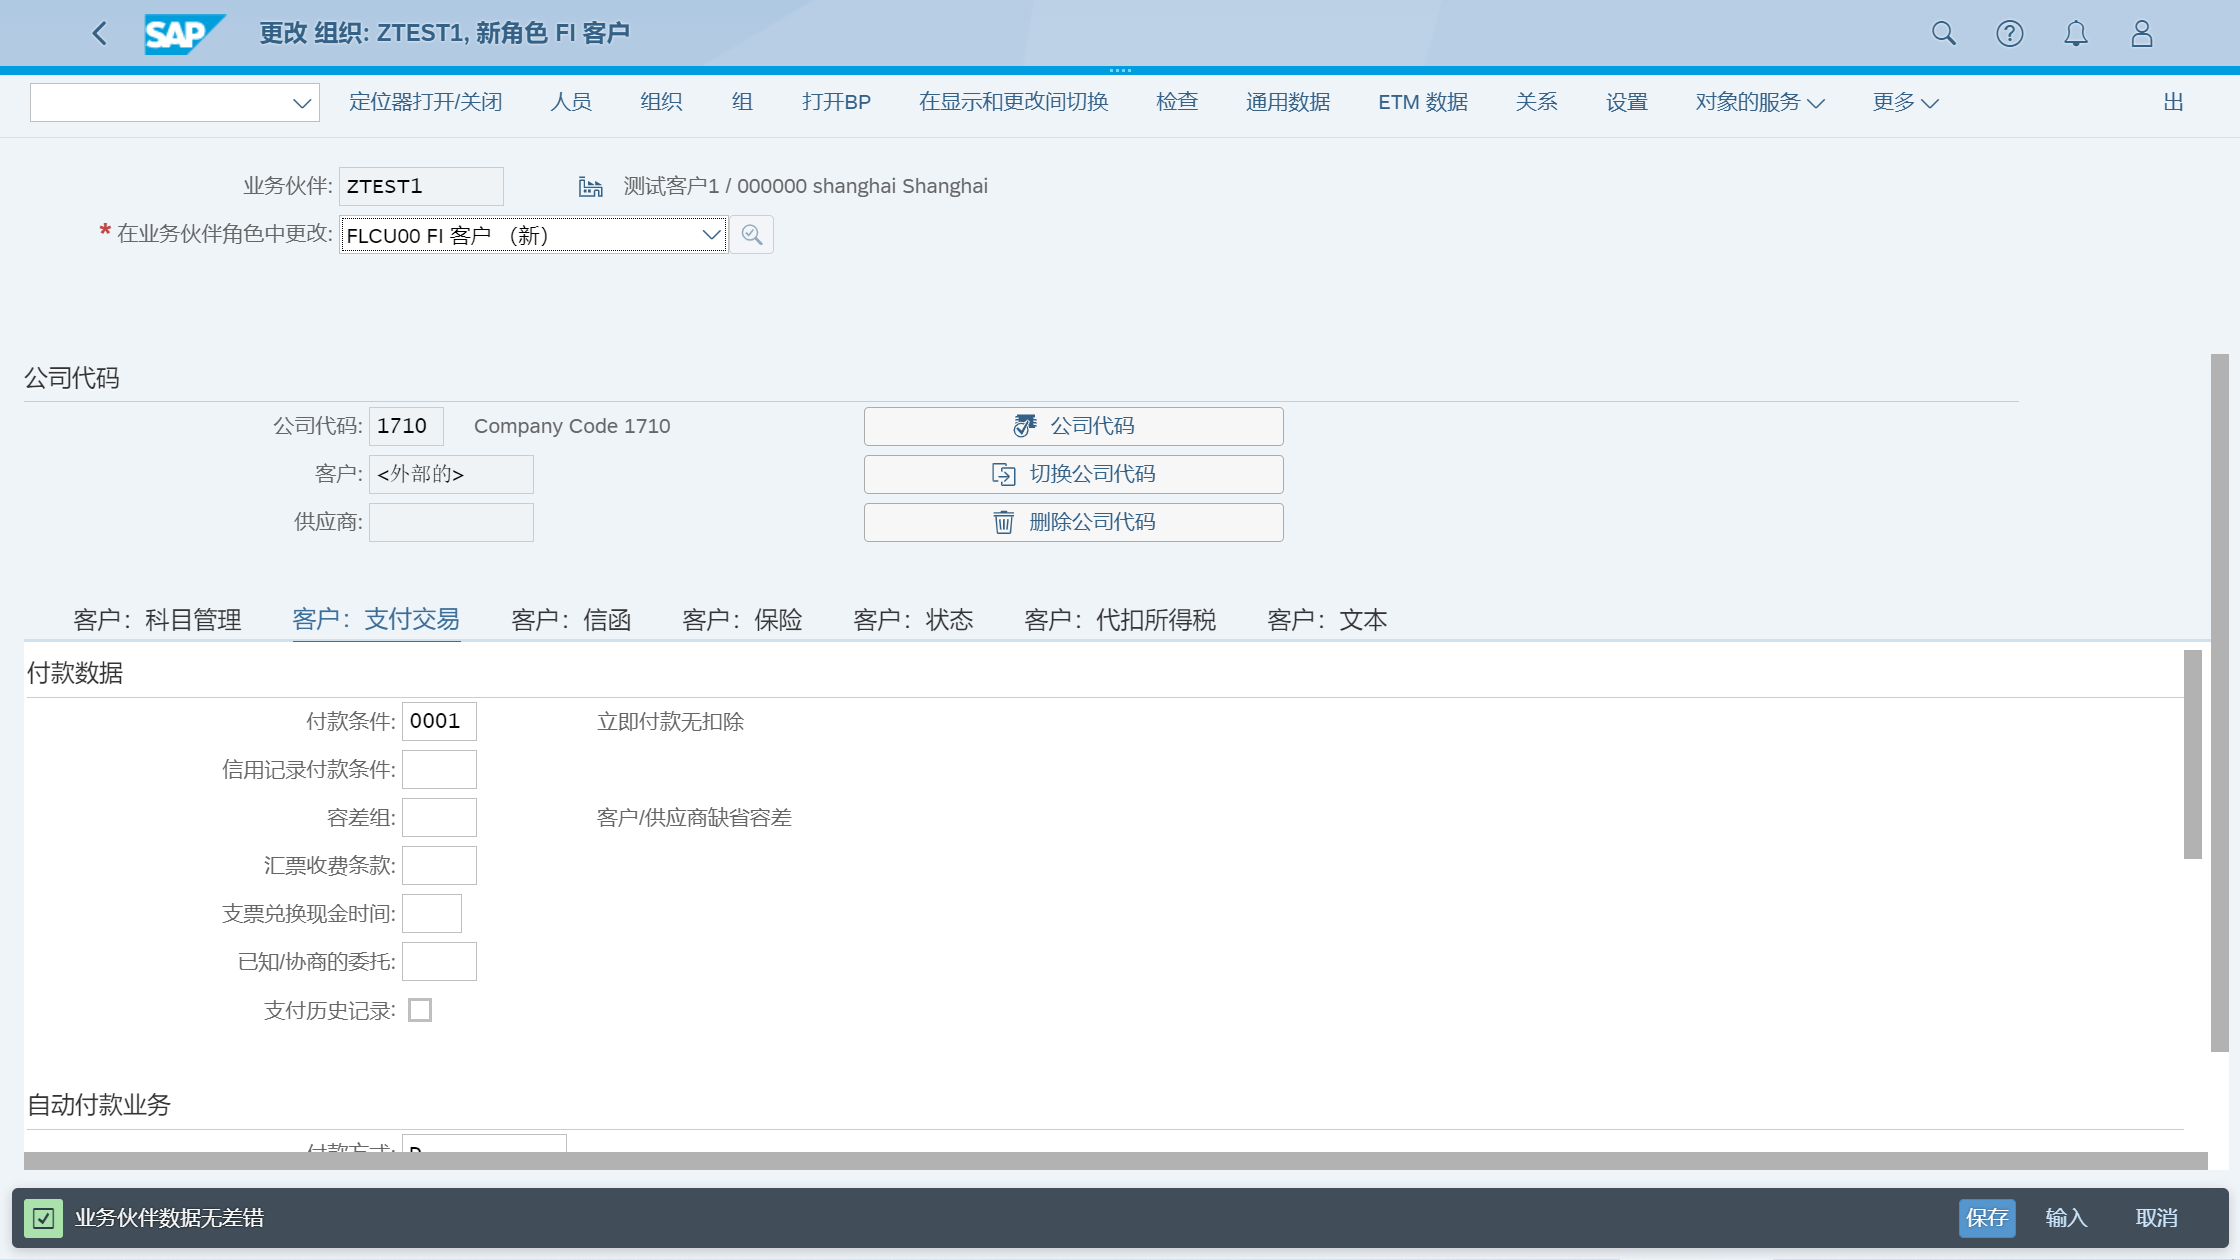 SAP 更改 组织: ZTEST1, 新角色 FI 客户
定位器打开/关闭 人员 组织 组 打开BP 在显示和更改间切换 检查 通用数据 ETM 数据 关系 设置 对象的服务 更多 出
业务伙伴: ZTEST1 测试客户1 / 000000 shanghai Shanghai
* 在业务伙伴角色中更改: FLCU00 FI 客户 （新）
公司代码
公司代码: 1710 Company Code 1710 公司代码
客户: <外部的> 切换公司代码
供应商: 删除公司代码
客户：科目管理 客户：支付交易 客户：信函 客户：保险 客户：状态 客户：代扣所得税 客户：文本
付款数据
付款条件: 0001 立即付款无扣除
信用记录付款条件:
容差组: 客户/供应商缺省容差
汇票收费条款:
支票兑换现金时间:
已知/协商的委托:
支付历史记录:
自动付款业务
付款方式:
业务伙伴数据无差错 保存 输入 取消